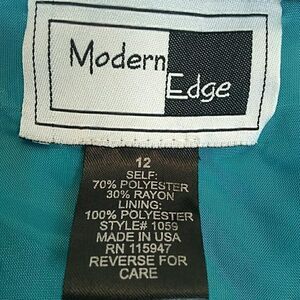 Modern
Edge
12
SELF:
70% POLYESTER
30% RAYON
LINING:
100% POLYESTER
STYLE# 1059
MADE IN USA
RN 115947
REVERSE FOR
CARE